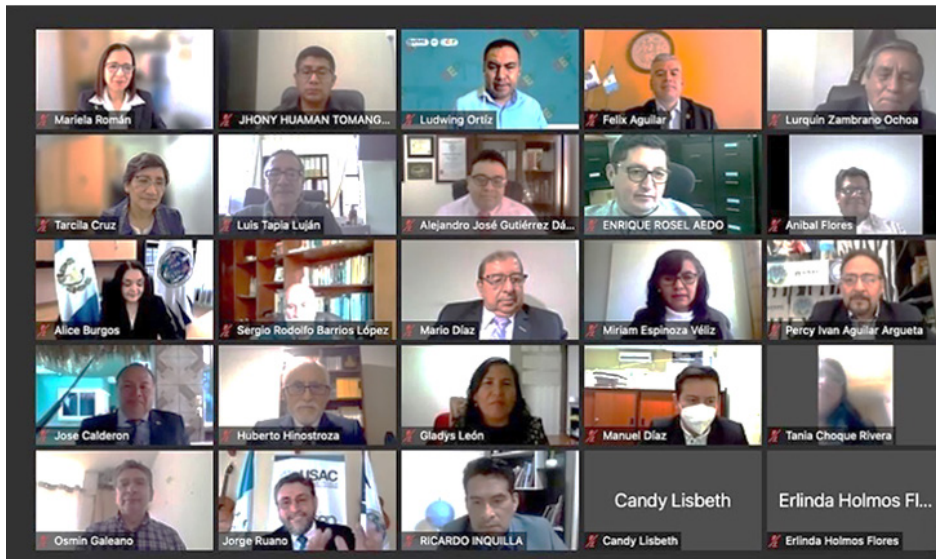 Mariela Román
JHONY HUAMAN TOMANG...
Ludwing Ortíz
Felix Aguilar
Lurquín Zambrano Ochoa
Tarcila Cruz
Luis Tapia Luján
Alejandro José Gutiérrez Dá...
ENRIQUE ROSEL AEDO
Anibal Flores
Alice Burgos
Sergio Rodolfo Barrios López
Mario Díaz
Miriam Espinoza Véliz
Percy Ivan Aguilar Argueta
Jose Calderon
Huberto Hinostroza
Gladys León
Manuel Díaz
Tania Choque Rivera
Osmin Galeano
USAC
Jorge Ruano
RICARDO INQUILLA
Candy Lisbeth
Candy Lisbeth
Erlinda Holmos Fl...
Erlinda Holmos Flores